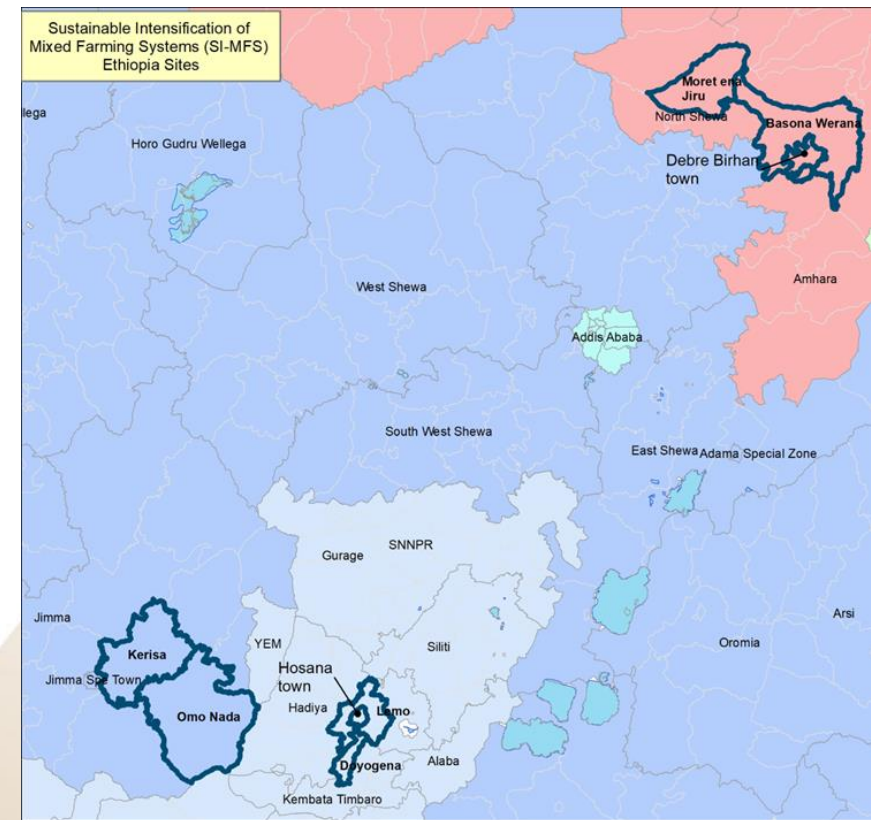 Sustainable Intensification of
Mixed Farming Systems (SI-MFS)
Ethiopia Sites
llega
Horo Gudru Wellega
Moret ena
Jiru
North Shewa
Basona Werana
Debre Birhan
town
Amhara
West Shewa
Addis Ababa
South West Shewa
East Shewa
Adama Special Zone
Gurage
SNNPR
Jimma
Arsi
Oromia
YEM
Siliti
Kerisa
Jimma Spe Town
Hosana
town
Omo Nada
Hadiya
Lemo
Doyogena
Alaba
Kembata Timbaro